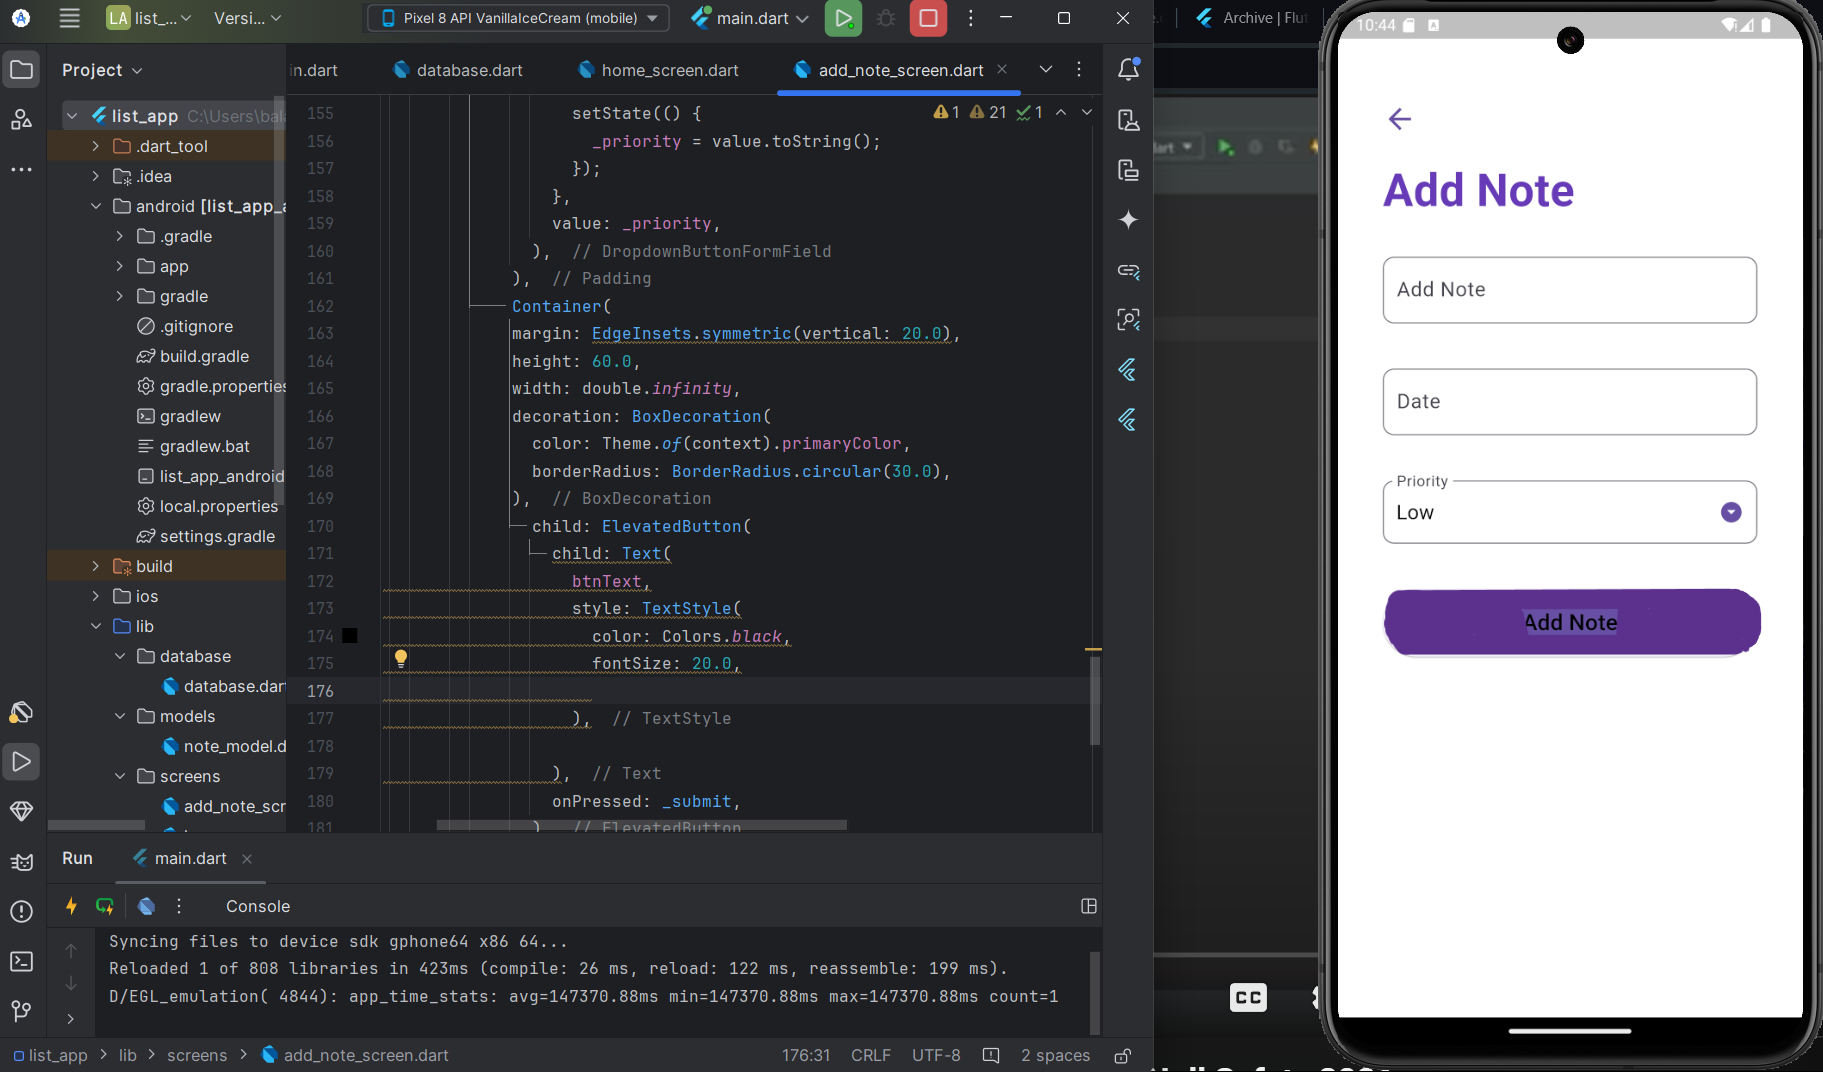 LA list_... Versi... Pixel 8 API VanillaIceCream (mobile) main.dart
Archive | Flut
Project
in.dart database.dart home_screen.dart add_note_screen.dart
list_app C:\Users\bal
.dart_tool
.idea
android [list_app_a
.gradle
app
gradle
.gitignore
build.gradle
gradle.properties
gradlew
gradlew.bat
list_app_android
local.properties
settings.gradle
build
ios
lib
database
database.dart
models
note_model.d
screens
add_note_scr
1 21 1
155 setState(() {
156 _priority = value.toString();
157 });
158 },
159 value: _priority,
160 ), // DropdownButtonFormField
161 ), // Padding
162 Container(
163 margin: EdgeInsets.symmetric(vertical: 20.0),
164 height: 60.0,
165 width: double.infinity,
166 decoration: BoxDecoration(
167 color: Theme.of(context).primaryColor,
168 borderRadius: BorderRadius.circular(30.0),
169 ), // BoxDecoration
170 child: ElevatedButton(
171 child: Text(
172 btnText,
173 style: TextStyle(
174 color: Colors.black,
175 fontSize: 20.0,
176
177 ), // TextStyle
178
179 ), // Text
180 onPressed: _submit,
181 ) // ElevatedButton
Run main.dart
Console
Syncing files to device sdk gphone64 x86 64...
Reloaded 1 of 808 libraries in 423ms (compile: 26 ms, reload: 122 ms, reassemble: 199 ms).
D/EGL_emulation( 4844): app_time_stats: avg=147370.88ms min=147370.88ms max=147370.88ms count=1
list_app > lib > screens > add_note_screen.dart 176:31 CRLF UTF-8 2 spaces
CC
10:44
Add Note
Add Note
Date
Priority
Low
Add Note